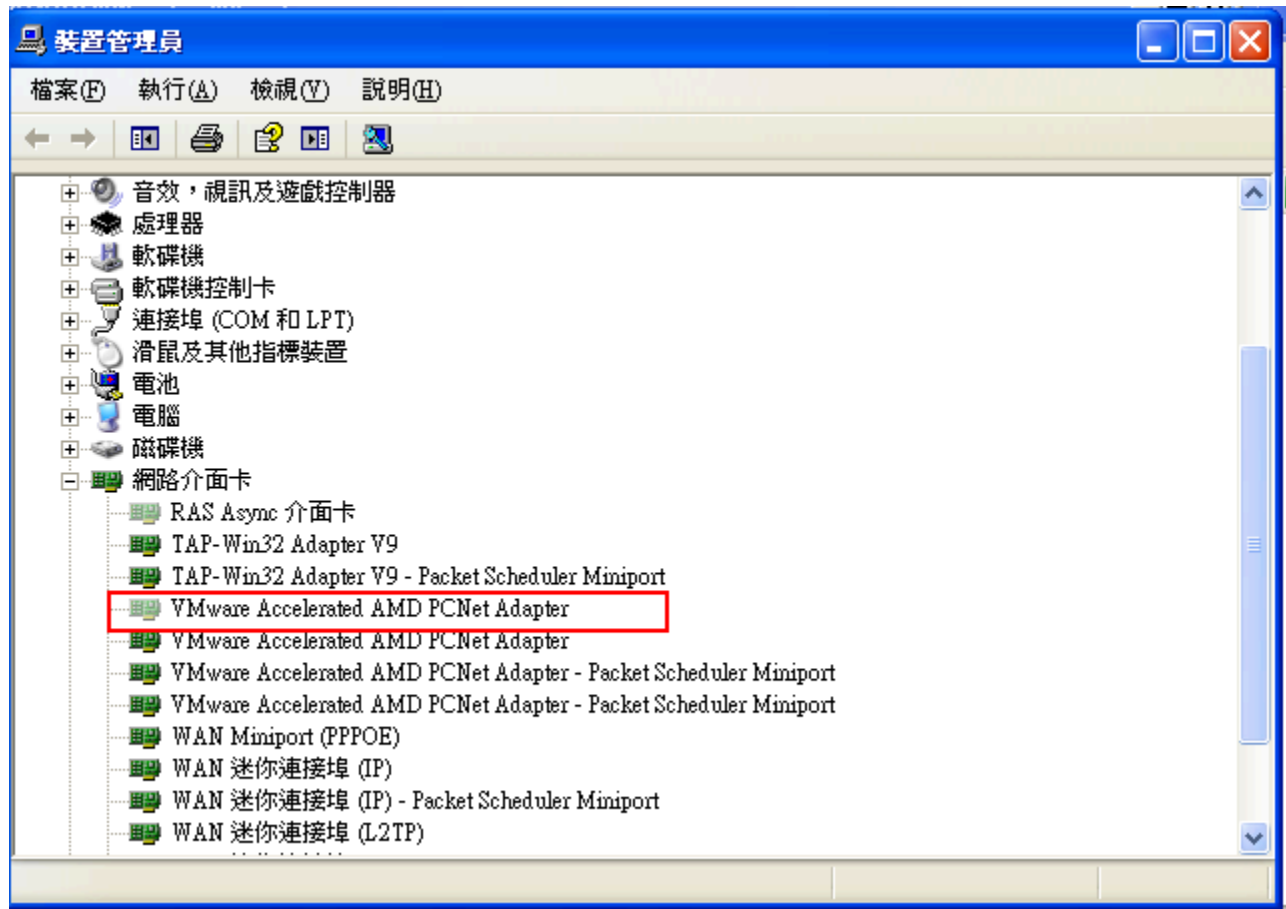 裝置管理員
檔案(F) 執行(A) 檢視(V) 説明(H)
音效，視訊及遊戲控制器
處理器
軟碟機
軟碟機控制卡
連接埠 (COM 和 LPT)
滑鼠及其他指標裝置
電池
電腦
磁碟機
網路介面卡
RAS Async 介面卡
TAP-Win32 Adapter V9
TAP-Win32 Adapter V9 - Packet Scheduler Miniport
VMware Accelerated AMD PCNet Adapter
VMware Accelerated AMD PCNet Adapter
VMware Accelerated AMD PCNet Adapter - Packet Scheduler Miniport
VMware Accelerated AMD PCNet Adapter - Packet Scheduler Miniport
WAN Miniport (PPPOE)
WAN 迷你連接埠 (IP)
WAN 迷你連接埠 (IP) - Packet Scheduler Miniport
WAN 迷你連接埠 (L2TP)